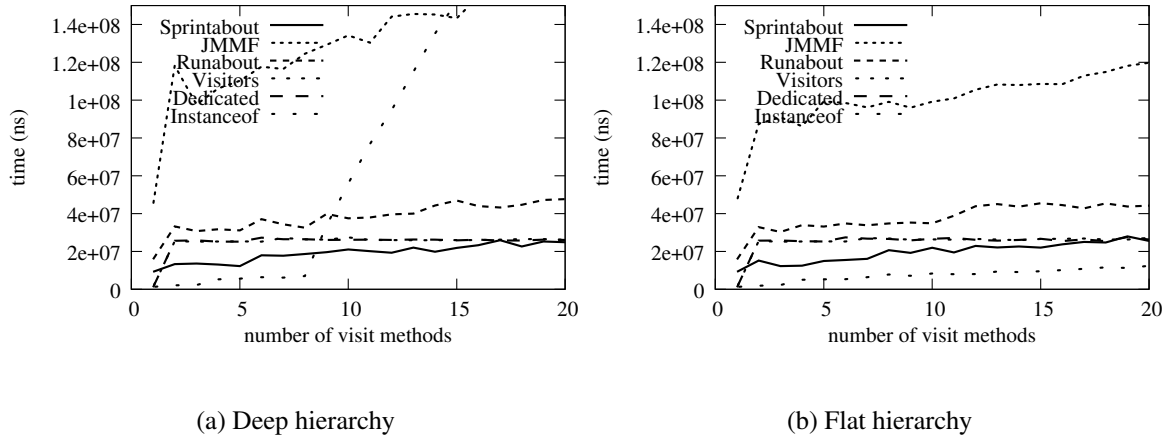 1.4e+08
1.2e+08
1e+08
8e+07
6e+07
4e+07
2e+07
0
time (ns)
Sprintabout
JMMF
Runabout
Visitors
Dedicated
Instanceof
0 5 10 15 20
number of visit methods
(a) Deep hierarchy
1.4e+08
1.2e+08
1e+08
8e+07
6e+07
4e+07
2e+07
0
time (ns)
Sprintabout
JMMF
Runabout
Visitors
Dedicated
Instanceof
0 5 10 15 20
number of visit methods
(b) Flat hierarchy